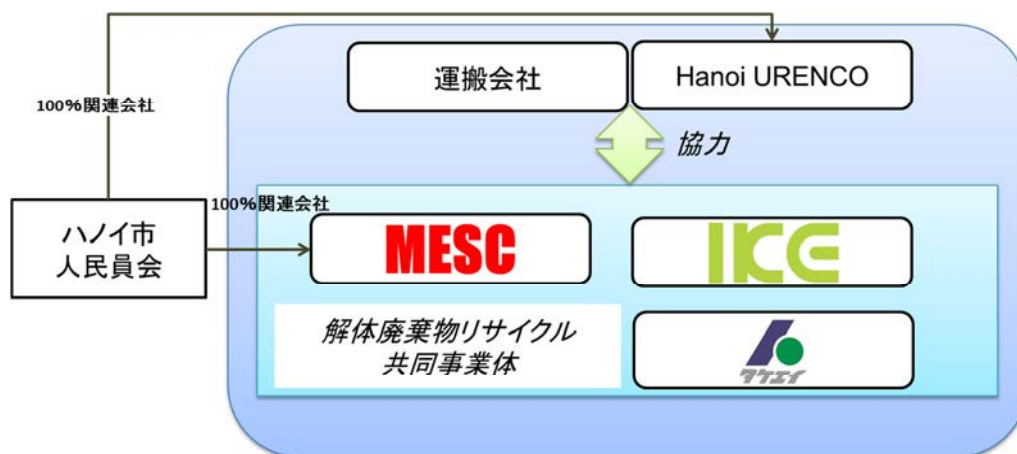 運搬会社
Hanoi URENCO
100%関連会社
協力
100%関連会社
ハノイ市
人民員会
MESC
IKE
解体廃棄物リサイクル
共同事業体
タケエイ